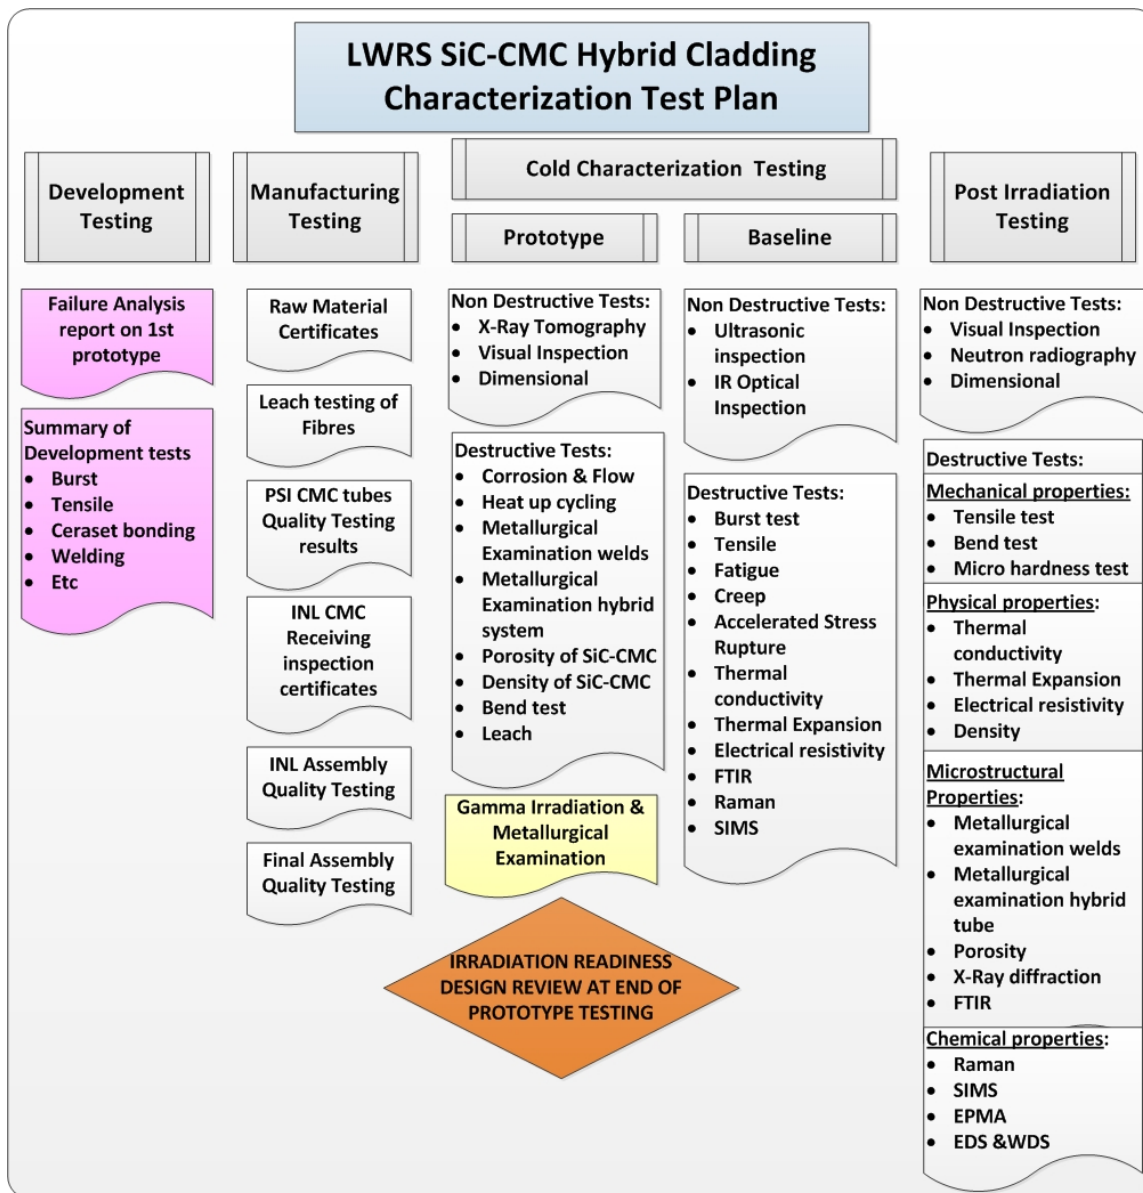 LWRS SiC-CMC Hybrid Cladding
Characterization Test Plan
Development
Testing
Failure Analysis
report on 1st
prototype
Summary of
Development tests
• Burst
• Tensile
• Ceraset bonding
• Welding
• Etc
Manufacturing
Testing
Raw Material
Certificates
Leach testing of
Fibres
PSI CMC tubes
Quality Testing
results
INL CMC
Receiving
inspection
certificates
INL Assembly
Quality Testing
Final Assembly
Quality Testing
Cold Characterization Testing
Prototype
Non Destructive Tests:
• X-Ray Tomography
• Visual Inspection
• Dimensional
Destructive Tests:
• Corrosion & Flow
• Heat up cycling
• Metallurgical
Examination welds
• Metallurgical
Examination hybrid
system
• Porosity of SiC-CMC
• Density of SiC-CMC
• Bend test
• Leach
Gamma Irradiation &
Metallurgical
Examination
IRRADIATION READINESS
DESIGN REVIEW AT END OF
PROTOTYPE TESTING
Baseline
Non Destructive Tests:
• Ultrasonic
inspection
• IR Optical
Inspection
Destructive Tests:
• Burst test
• Tensile
• Fatigue
• Creep
• Accelerated Stress
Rupture
• Thermal
conductivity
• Thermal Expansion
• Electrical resistivity
• FTIR
• Raman
• SIMS
Post Irradiation
Testing
Non Destructive Tests:
• Visual Inspection
• Neutron radiography
• Dimensional
Destructive Tests:
Mechanical properties:
• Tensile test
• Bend test
• Micro hardness test
Physical properties:
• Thermal
conductivity
• Thermal Expansion
• Electrical resistivity
• Density
Microstructural
Properties:
• Metallurgical
examination welds
• Metallurgical
examination hybrid
tube
• Porosity
• X-Ray diffraction
• FTIR
Chemical properties:
• Raman
• SIMS
• EPMA
• EDS &WDS